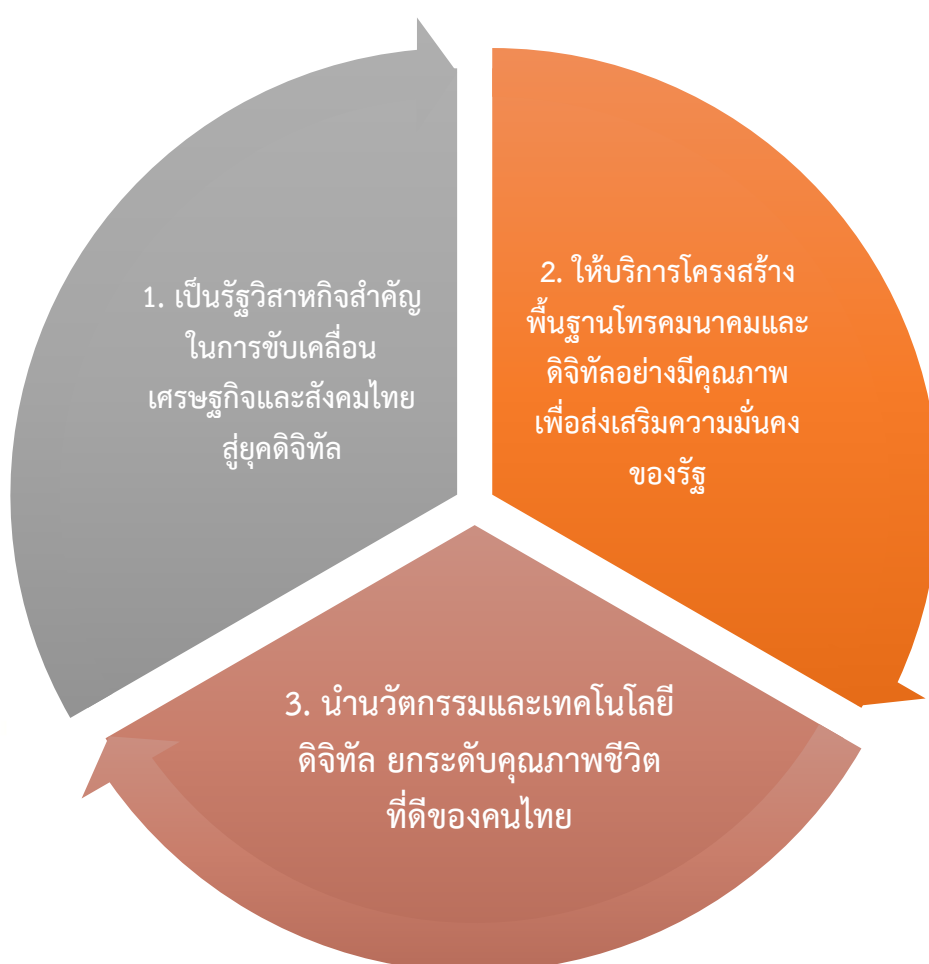 1. เป็นรัฐวิสาหกิจสำคัญ
ในการขับเคลื่อน
เศรษฐกิจและสังคมไทย
สู่ยุคดิจิทัล
2. ให้บริการโครงสร้าง
พื้นฐานโทรคมนาคมและ
ดิจิทัลอย่างมีคุณภาพ
เพื่อส่งเสริมความมั่นคง
ของรัฐ
3. นำนวัตกรรมและเทคโนโลยี
ดิจิทัล ยกระดับคุณภาพชีวิต
ที่ดีของคนไทย